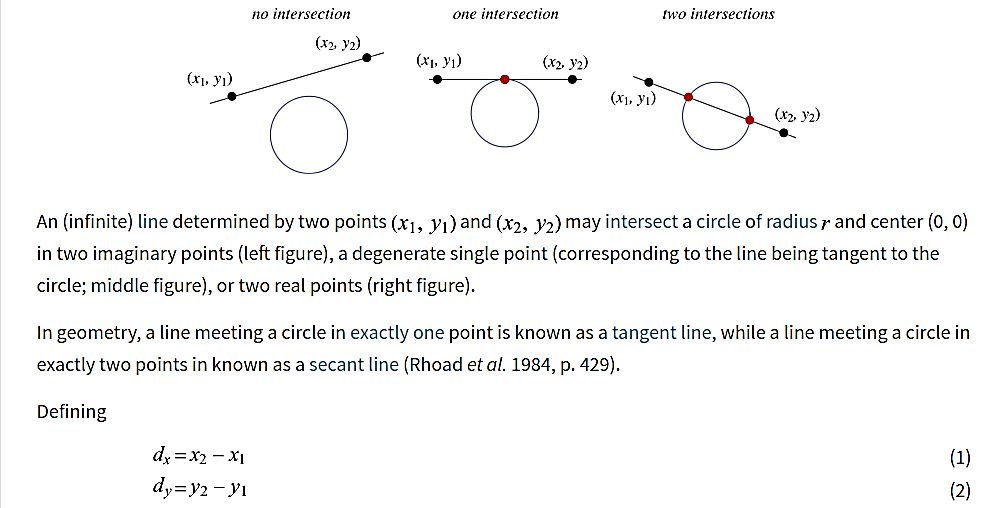 no intersection one intersection two intersections
(x₂, y₂)
(x₁, y₁) (x₂, y₂)
(x₁, y₁)
(x₁, y₁)
(x₂, y₂)
An (infinite) line determined by two points (x₁, y₁) and (x₂, y₂) may intersect a circle of radius r and center (0, 0)
in two imaginary points (left figure), a degenerate single point (corresponding to the line being tangent to the
circle; middle figure), or two real points (right figure).
In geometry, a line meeting a circle in exactly one point is known as a tangent line, while a line meeting a circle in
exactly two points in known as a secant line (Rhoad et al. 1984, p. 429).
Defining
dₓ=x₂ − x₁ (1)
d_y=y₂ − y₁ (2)